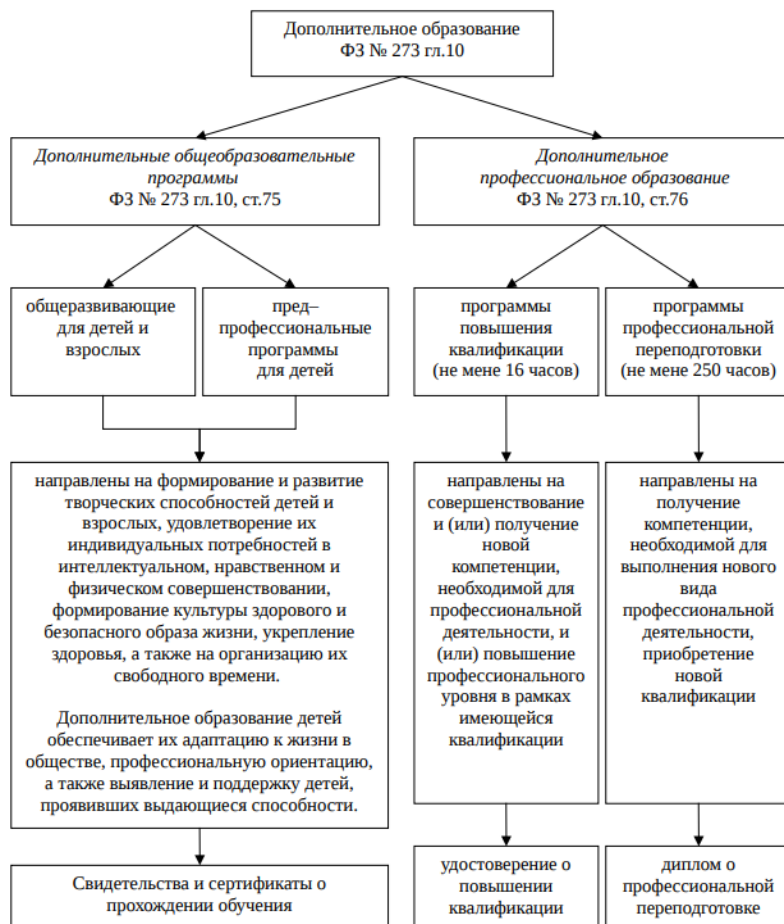 Дополнительное образование
ФЗ № 273 гл.10
Дополнительные общеобразовательные
программы
ФЗ № 273 гл.10, ст.75
Дополнительное
профессиональное образование
ФЗ № 273 гл.10, ст.76
общеразвивающие
для детей и
взрослых
пред–
профессиональные
программы
для детей
программы
повышения
квалификации
(не мене 16 часов)
программы
профессиональной
переподготовки
(не мене 250 часов)
направлены на формирование и развитие
творческих способностей детей и
взрослых, удовлетворение их
индивидуальных потребностей в
интеллектуальном, нравственном и
физическом совершенствовании,
формирование культуры здорового и
безопасного образа жизни, укрепление
здоровья, а также на организацию их
свободного времени.
Дополнительное образование детей
обеспечивает их адаптацию к жизни в
обществе, профессиональную ориентацию,
а также выявление и поддержку детей,
проявивших выдающиеся способности.
направлены на
совершенствование
и (или) получение
новой
компетенции,
необходимой для
профессиональной
деятельности, и
(или) повышение
профессионального
уровня в рамках
имеющейся
квалификации
направлены на
получение
компетенции,
необходимой для
выполнения нового
вида
профессиональной
деятельности,
приобретение
новой
квалификации
Свидетельства и сертификаты о
прохождении обучения
удостоверение о
повышении
квалификации
диплом о
профессиональной
переподготовке